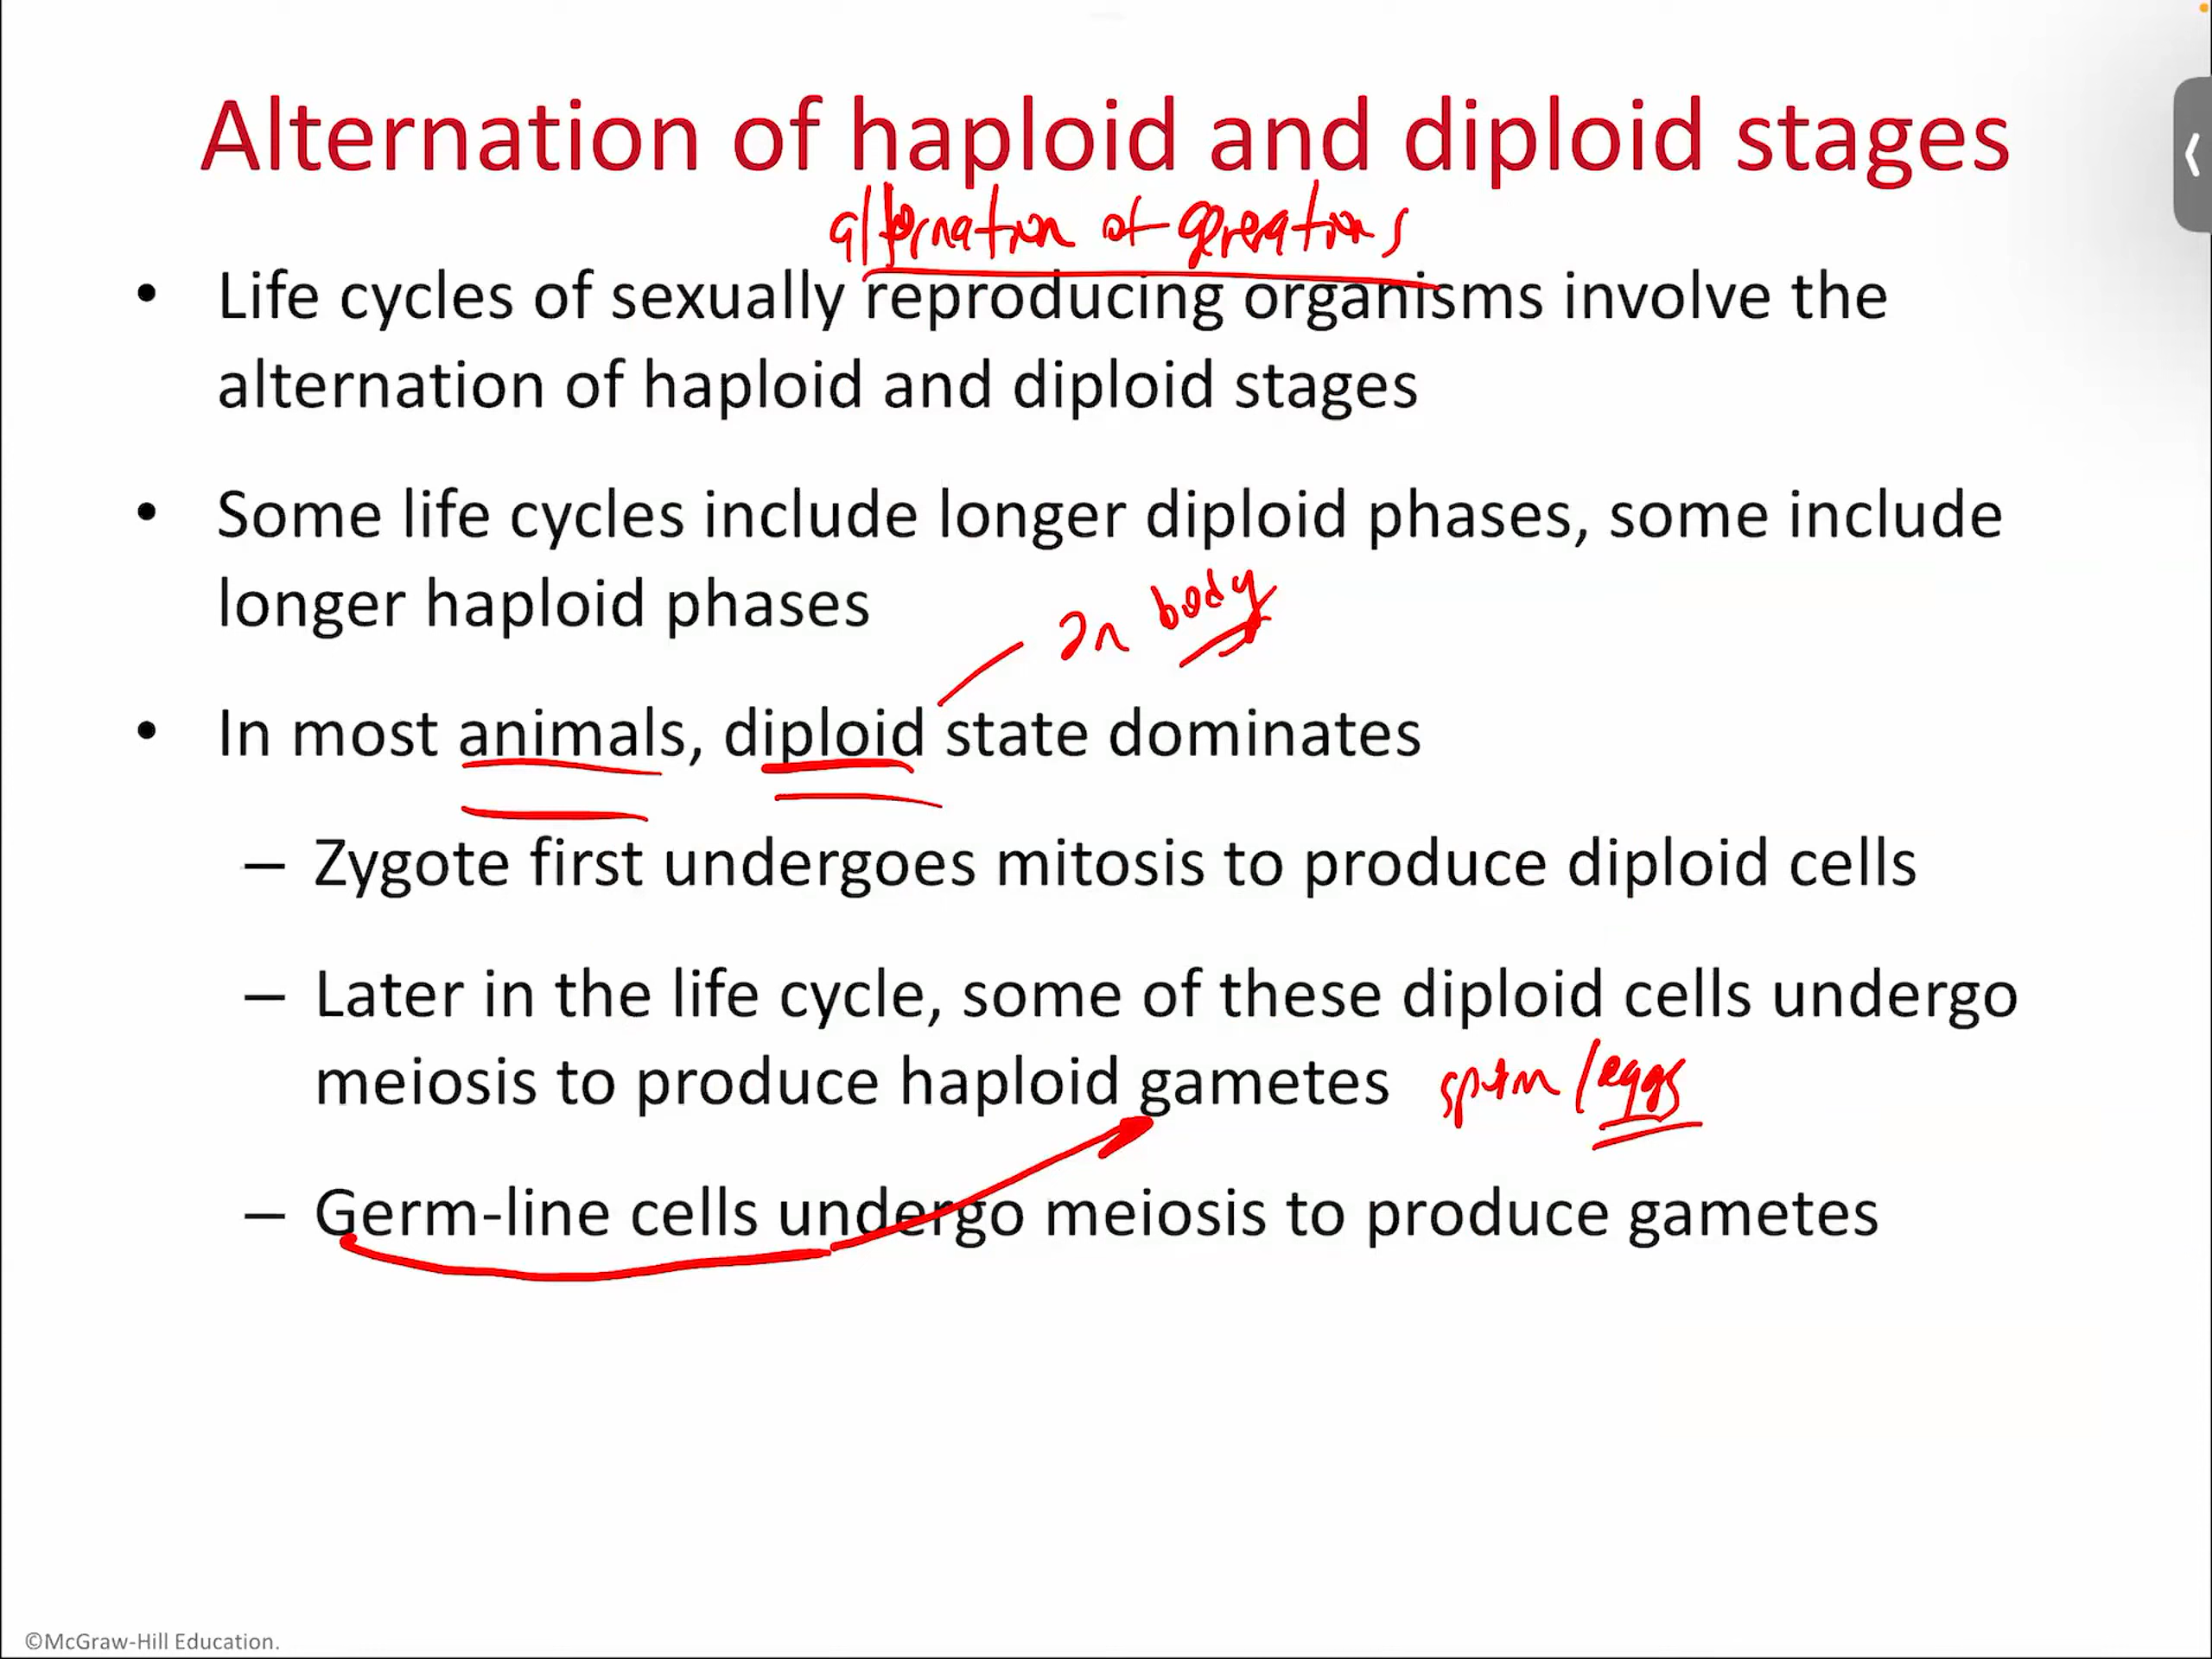 Alternation of haploid and diploid stages
alternation of generations
• Life cycles of sexually reproducing organisms involve the
alternation of haploid and diploid stages
• Some life cycles include longer diploid phases, some include
longer haploid phases
2n body
• In most animals, diploid state dominates
– Zygote first undergoes mitosis to produce diploid cells
– Later in the life cycle, some of these diploid cells undergo
meiosis to produce haploid gametes sperm/eggs
– Germ-line cells undergo meiosis to produce gametes
©McGraw-Hill Education.